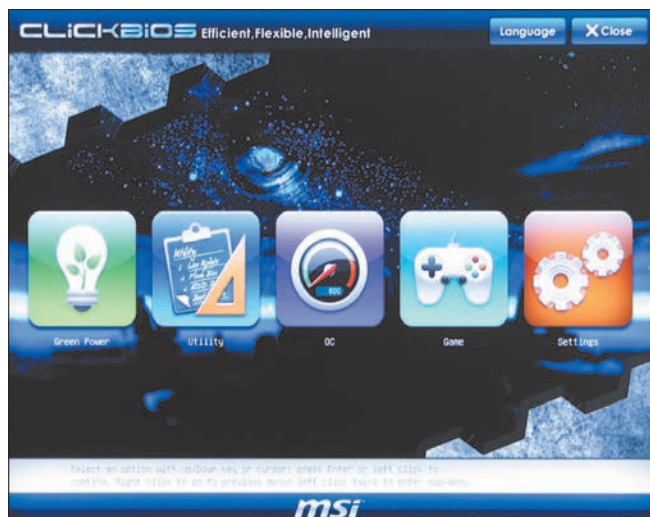 CLiCKBiOS Efficient,Flexible,Intelligent
Language
Close
Utility
800
Green Power
Utility
OC
Game
Settings
Select an option with up/Down key or cursor; press Enter or left click to
confirm. Right click to go to previous menu; left click twice to enter sub-menu.
msi